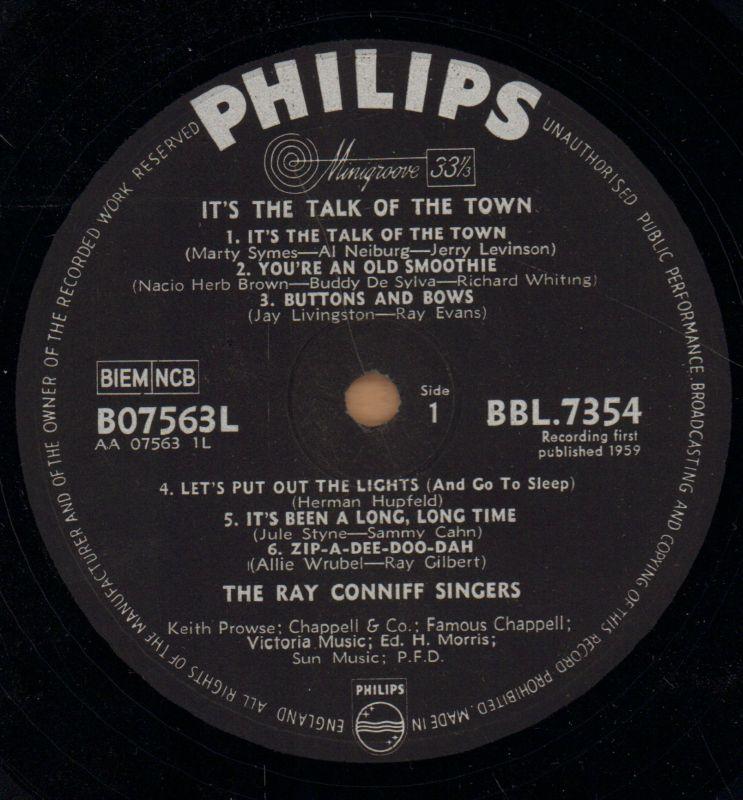 PHILIPS
Minigroove 33⅓
IT'S THE TALK OF THE TOWN
1. IT'S THE TALK OF THE TOWN
(Marty Symes—Al Neiburg—Jerry Levinson)
2. YOU'RE AN OLD SMOOTHIE
(Nacio Herb Brown—Buddy De Sylva—Richard Whiting)
3. BUTTONS AND BOWS
(Jay Livingston—Ray Evans)
BIEM NCB
B07563L
AA 07563 1L
Side
1
BBL.7354
Recording first
published 1959
4. LET'S PUT OUT THE LIGHTS (And Go To Sleep)
(Herman Hupfeld)
5. IT'S BEEN A LONG, LONG TIME
(Jule Styne—Sammy Cahn)
6. ZIP-A-DEE-DOO-DAH
(Allie Wrubel—Ray Gilbert)
THE RAY CONNIFF SINGERS
Keith Prowse; Chappell & Co.; Famous Chappell;
Victoria Music; Ed. H. Morris;
Sun Music; P.F.D.
PHILIPS
ALL RIGHTS OF THE MANUFACTURER AND OF THE OWNER OF THE RECORDED WORK RESERVED
UNAUTHORISED PUBLIC PERFORMANCE, BROADCASTING AND COPYING OF THIS RECORD PROHIBITED. MADE IN ENGLAND